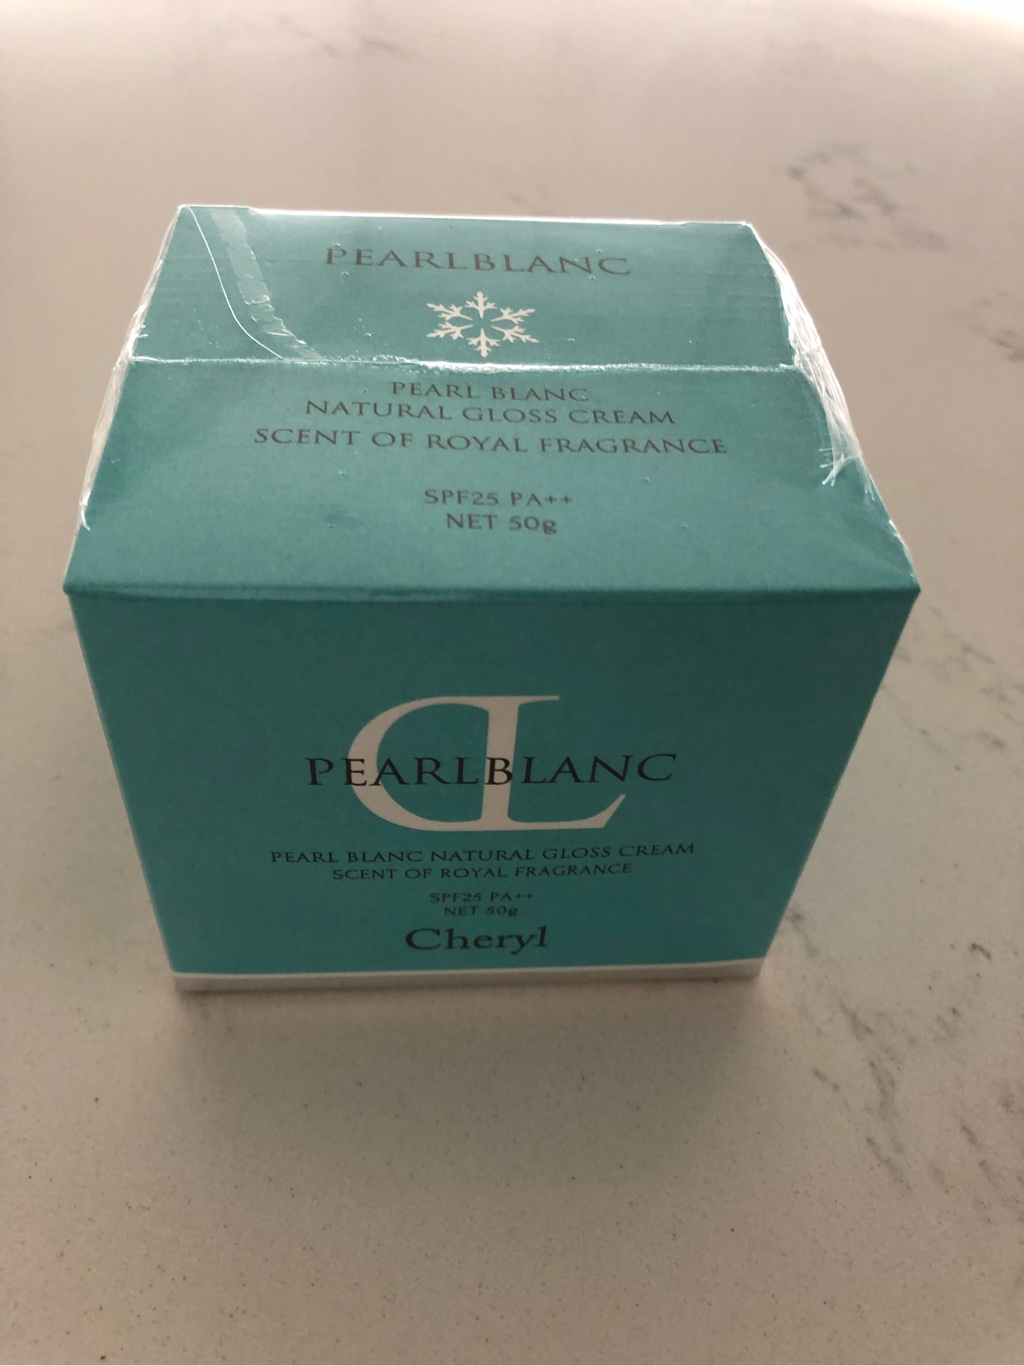 PEARLBLANC
PEARL BLANC
NATURAL GLOSS CREAM
SCENT OF ROYAL FRAGRANCE
SPF25 PA++
NET 50g
CL
PEARLBLANC
PEARL BLANC NATURAL GLOSS CREAM
SCENT OF ROYAL FRAGRANCE
SPF25 PA++
NET 50g
Cheryl